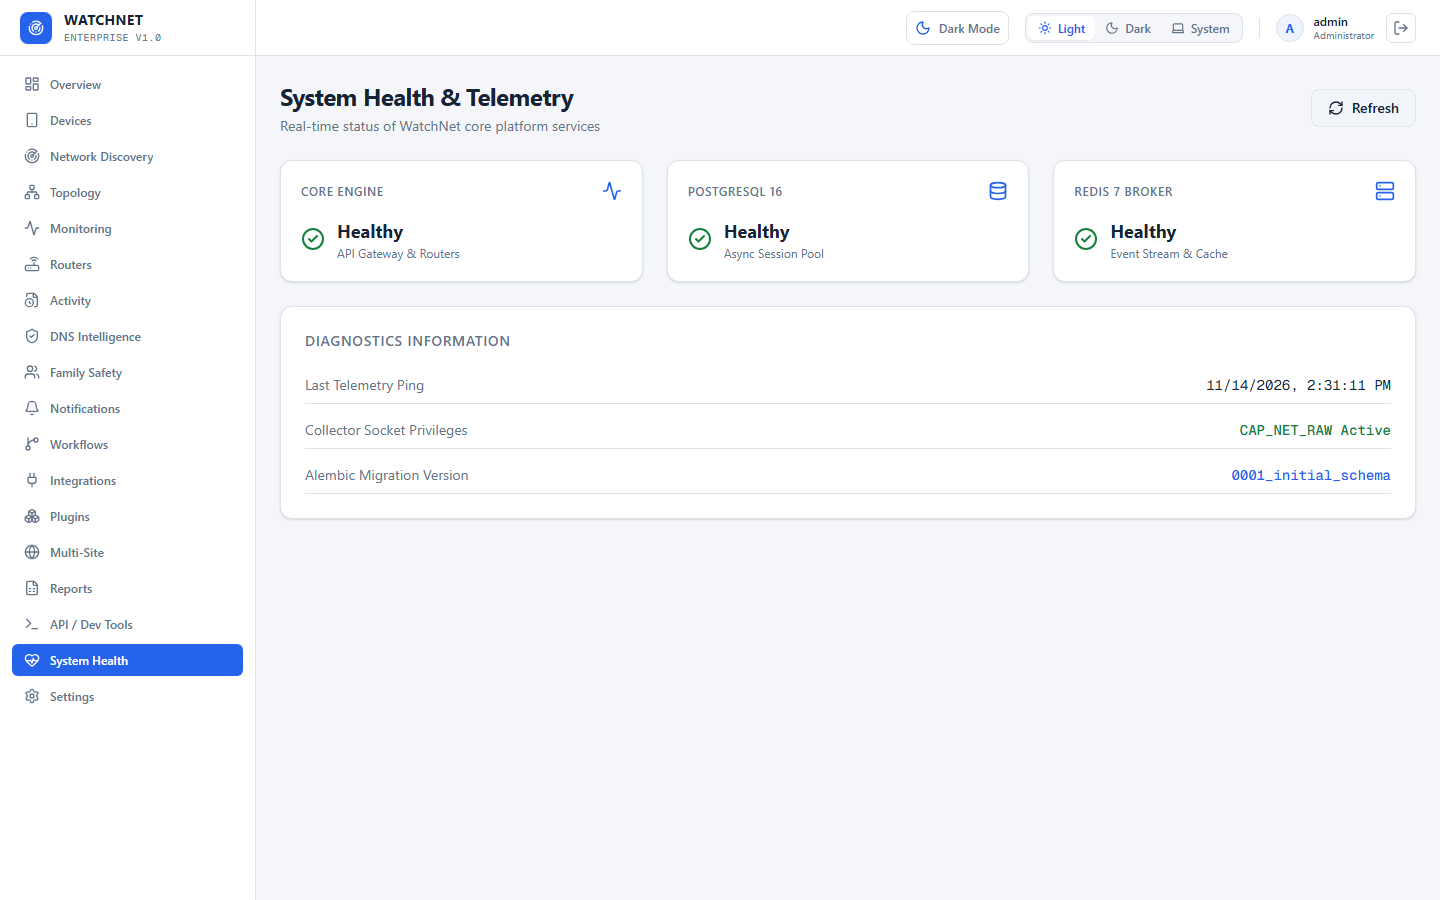 WATCHNET
ENTERPRISE V1.0
Dark Mode
Light
Dark
System
A
admin
Administrator
Overview
Devices
Network Discovery
Topology
Monitoring
Routers
Activity
DNS Intelligence
Family Safety
Notifications
Workflows
Integrations
Plugins
Multi-Site
Reports
API / Dev Tools
System Health
Settings
System Health & Telemetry
Real-time status of WatchNet core platform services
Refresh
CORE ENGINE
Healthy
API Gateway & Routers
POSTGRESQL 16
Healthy
Async Session Pool
REDIS 7 BROKER
Healthy
Event Stream & Cache
DIAGNOSTICS INFORMATION
Last Telemetry Ping 11/14/2026, 2:31:11 PM
Collector Socket Privileges CAP_NET_RAW Active
Alembic Migration Version 0001_initial_schema